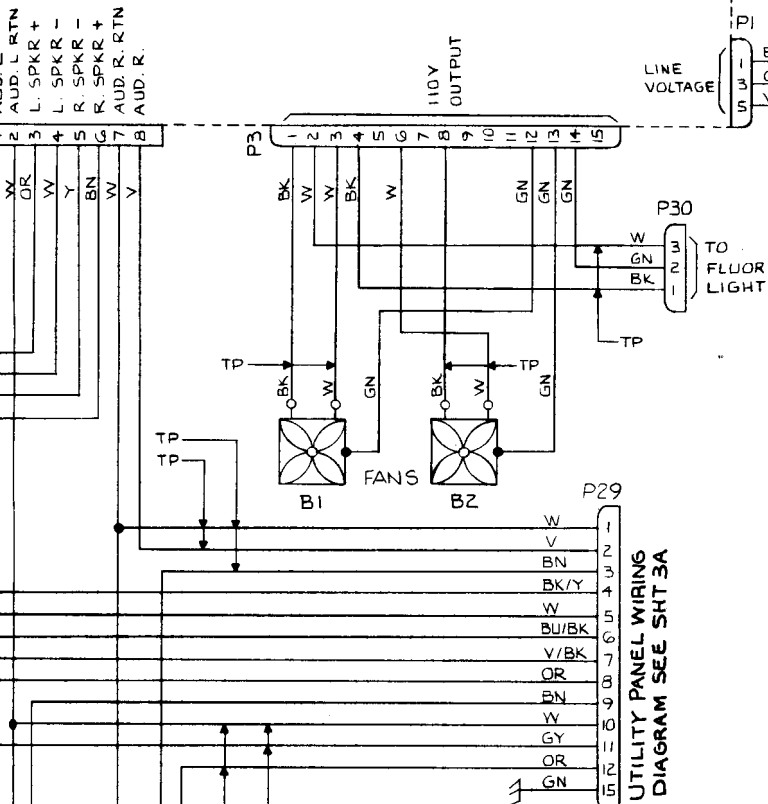 AUD. L RTN
L. SPKR +
L. SPKR -
R. SPKR -
R. SPKR +
AUD. R. RTN
AUD. R.
2 3 4 5 6 7 8
W OR W Y BN W V
110V
OUTPUT
P3
1 2 3 4 5 6 7 8 9 10 11 12 13 14 15
BK W W BK W GN GN GN
P1
LINE
VOLTAGE
1
3
5
P30
W 3
GN 2
BK 1
TO
FLUOR
LIGHT
TP
TP
TP
BK W GN
BK W GN
FANS
B1
B2
TP
TP
P29
W 1
V 2
BN 3
BK/Y 4
W 5
BU/BK 6
V/BK 7
OR 8
BN 9
W 10
GY 11
OR 12
GN 15
UTILITY PANEL WIRING
DIAGRAM SEE SHT 3A